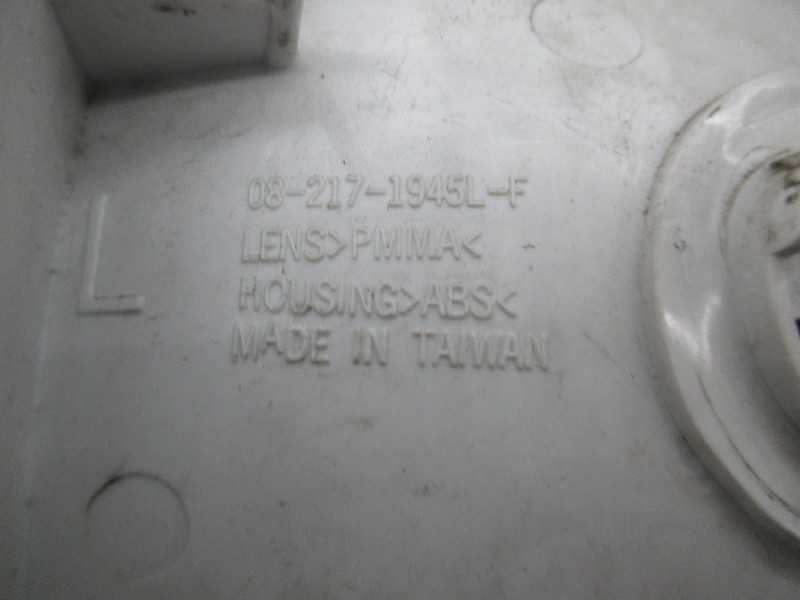 08-217-1945L-F
L
LENS>PMMA<
HOUSING>ABS<
MADE IN TAIWAN